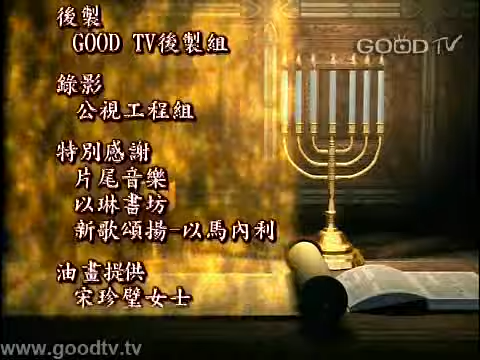 GOOD TV
後製
GOOD TV後製組
錄影
公視工程組
特別感謝
片尾音樂
以琳書坊
新歌頌揚-以馬內利
油畫提供
宋珍璧女士
www.goodtv.tv